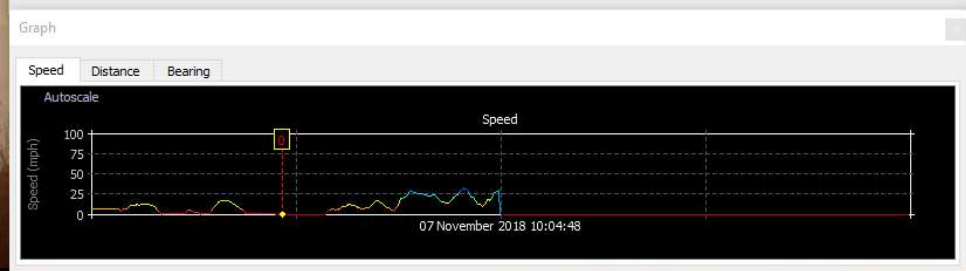 Graph
Speed Distance Bearing
Autoscale
Speed
Speed (mph)
100
75
50
25
0
0
07 November 2018 10:04:48